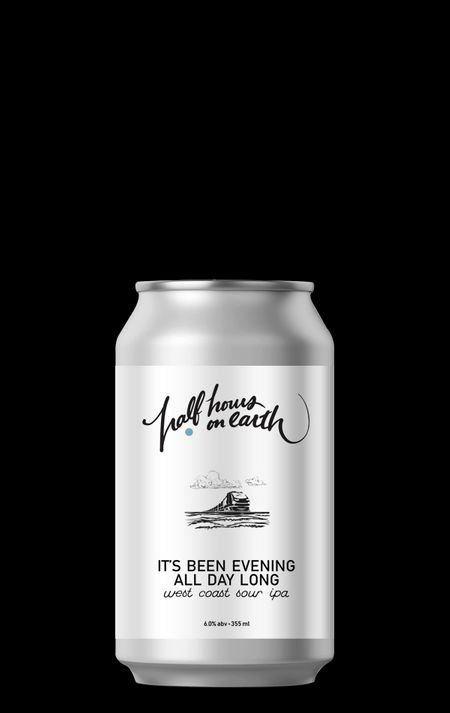 half hours
on earth
IT'S BEEN EVENING
ALL DAY LONG
west coast sour ipa
6.0% abv • 355 ml